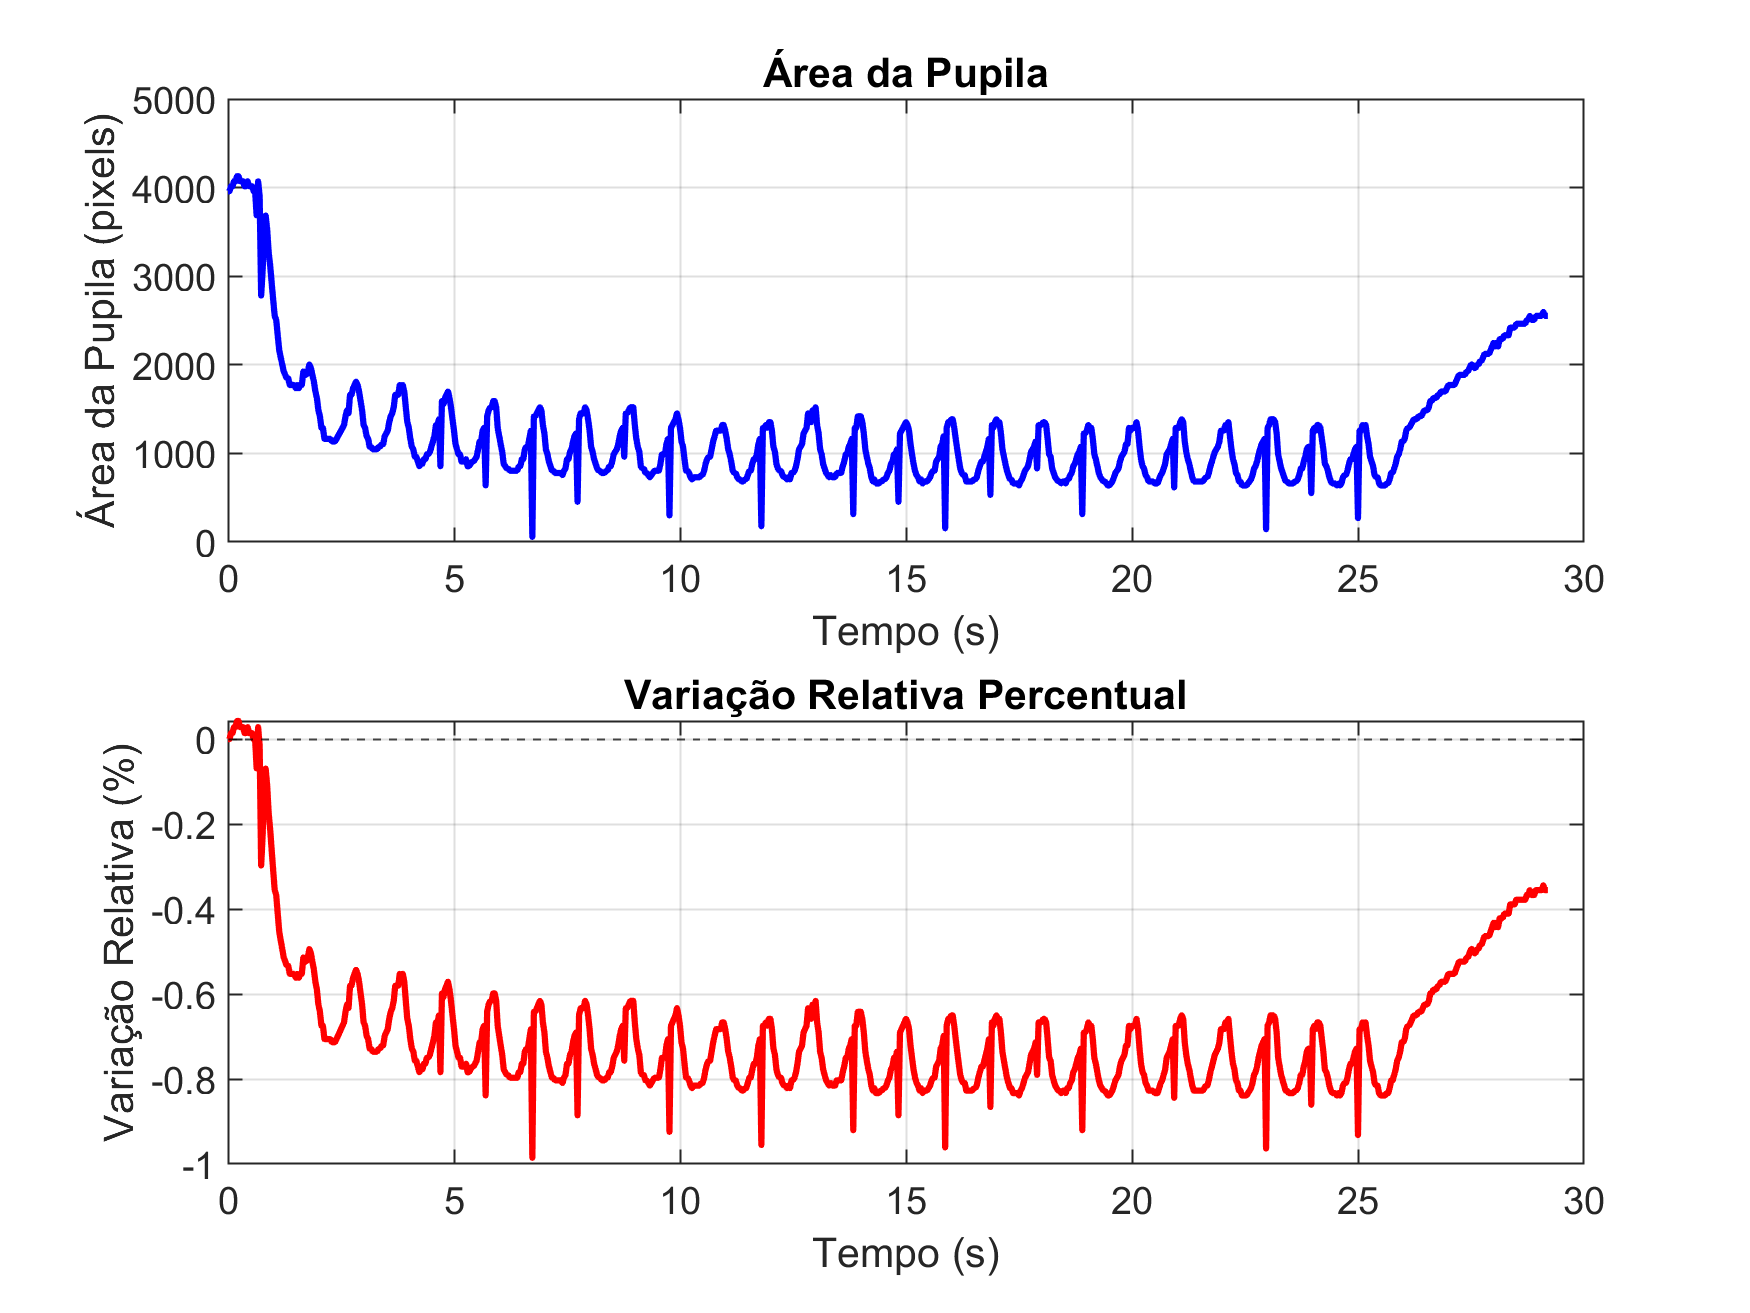 Área da Pupila
Área da Pupila (pixels)
5000
4000
3000
2000
1000
0
0 5 10 15 20 25 30
Tempo (s)
Variação Relativa Percentual
Variação Relativa (%)
0
-0.2
-0.4
-0.6
-0.8
-1
0 5 10 15 20 25 30
Tempo (s)